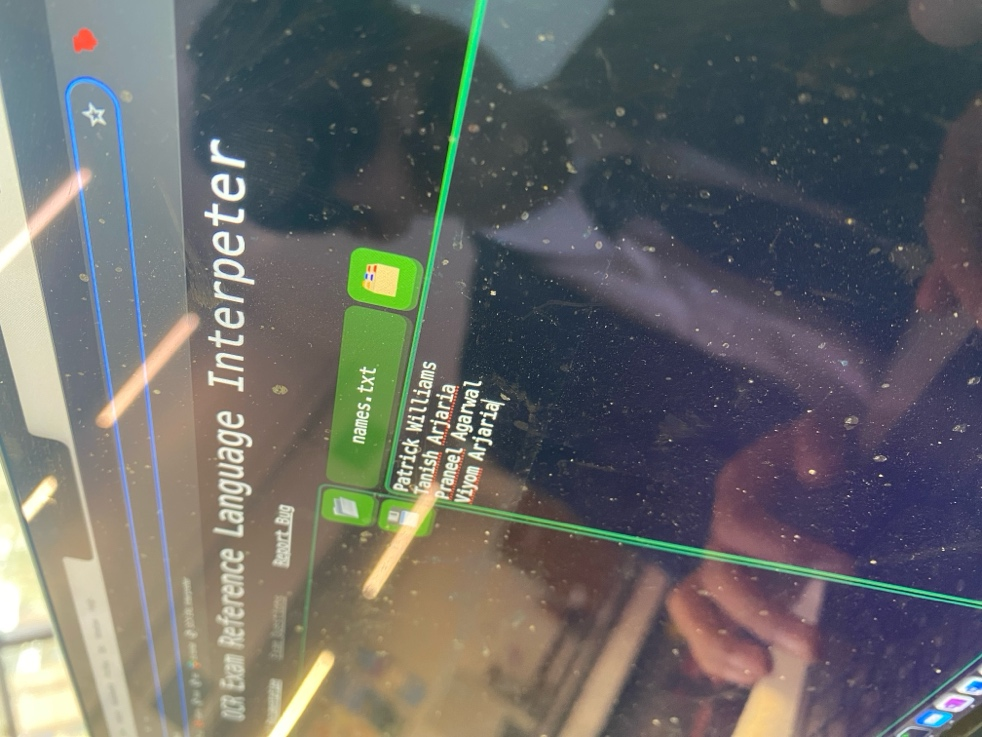 OCR Exam Reference Language Interpeter
Report Bug
names.txt
Patrick Williams
Tanish Arjaria
Praneel Agarwal
Viyom Arjaria